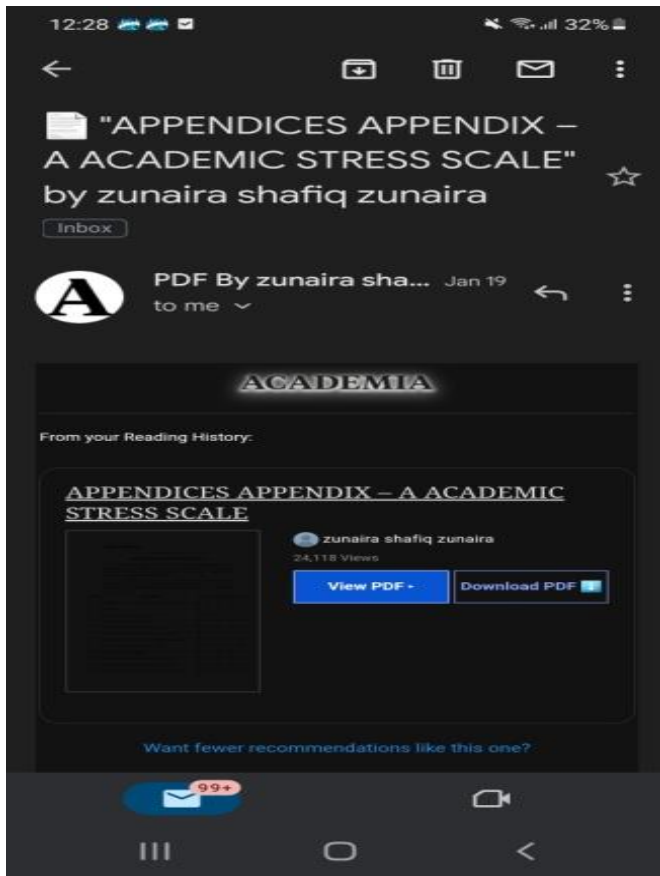 12:28 32%
📄 "APPENDICES APPENDIX –
A ACADEMIC STRESS SCALE"
by zunaira shafiq zunaira
Inbox
A
PDF By zunaira sha... Jan 19
to me
ACADEMIA
From your Reading History:
APPENDICES APPENDIX – A ACADEMIC
STRESS SCALE
zunaira shafiq zunaira
24,118 Views
View PDF Download PDF ⬇️
Want fewer recommendations like this one?
99+